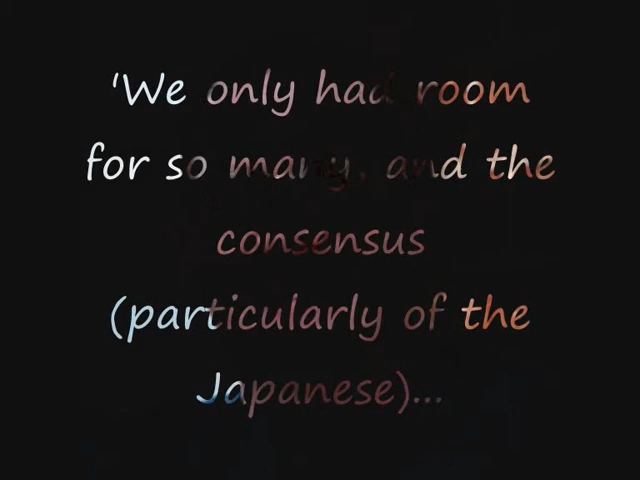 'We only had room
for so many, and the
consensus
(particularly of the
Japanese)...